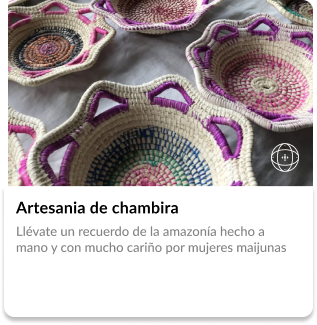 Artesania de chambira
Llévate un recuerdo de la amazonía hecho a
mano y con mucho cariño por mujeres maijunas